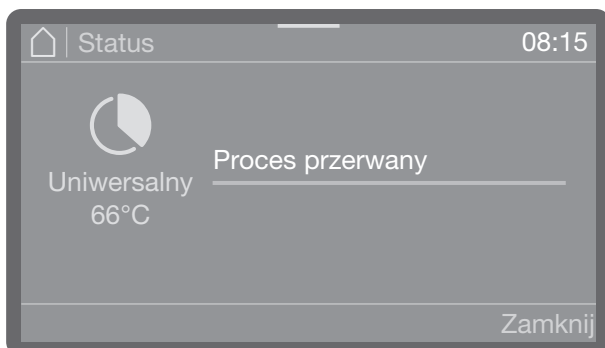 Status 08:15
Proces przerwany
Uniwersalny
66°C
Zamknij